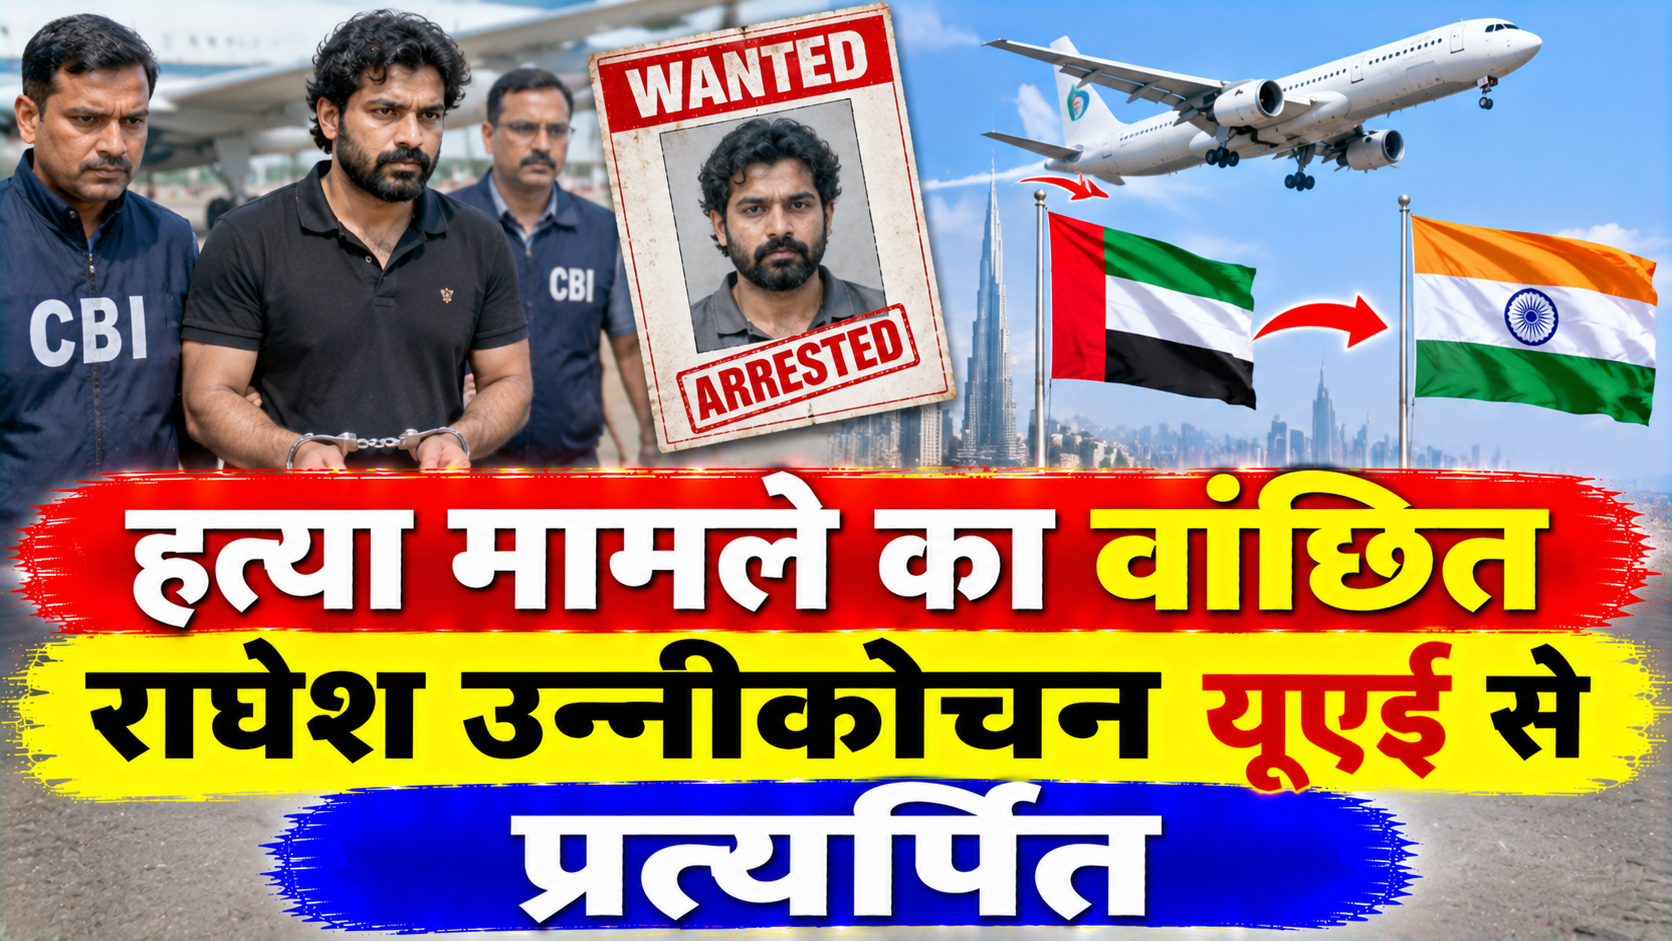 CBI
CBI
WANTED
ARRESTED
हत्या मामले का वांछित
राघेश उन्नीकोचन यूएई से
प्रत्यर्पित